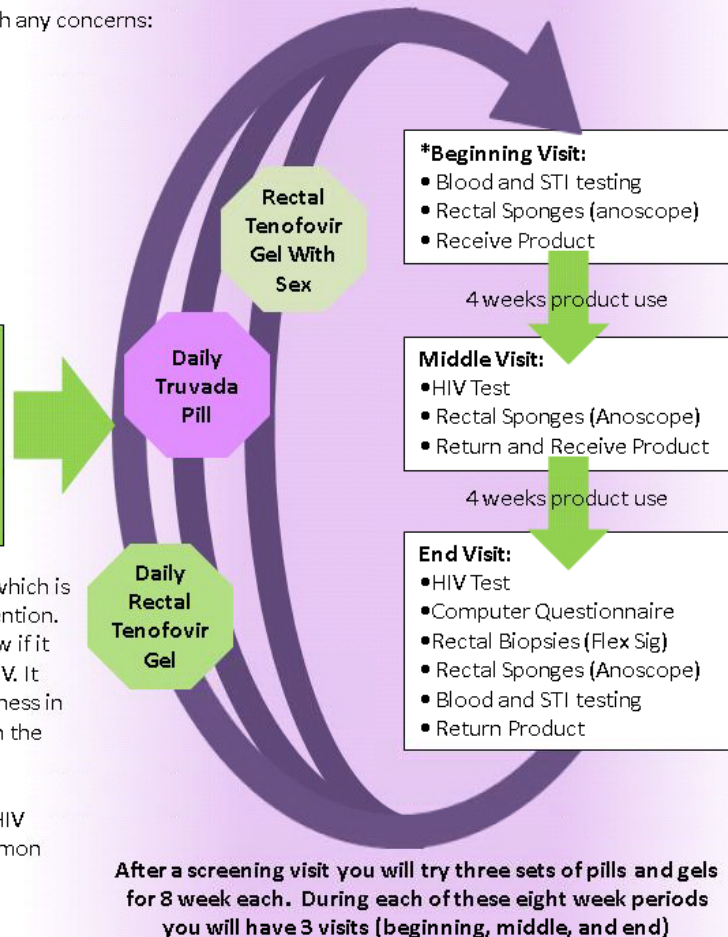 h any concerns:
Rectal
Tenofovir
Gel With
Sex
Daily
Truvada
Pill
Daily
Rectal
Tenofovir
Gel
which is
ention.
w if it
V. It
ness in
n the
HIV
mon
*Beginning Visit:
• Blood and STI testing
• Rectal Sponges (anoscope)
• Receive Product
4 weeks product use
Middle Visit:
•HIV Test
• Rectal Sponges (Anoscope)
• Return and Receive Product
4 weeks product use
End Visit:
•HIV Test
•Computer Questionnaire
•Rectal Biopsies (Flex Sig)
• Rectal Sponges (Anoscope)
• Blood and STI testing
• Return Product
After a screening visit you will try three sets of pills and gels
for 8 week each. During each of these eight week periods
you will have 3 visits (beginning, middle, and end)